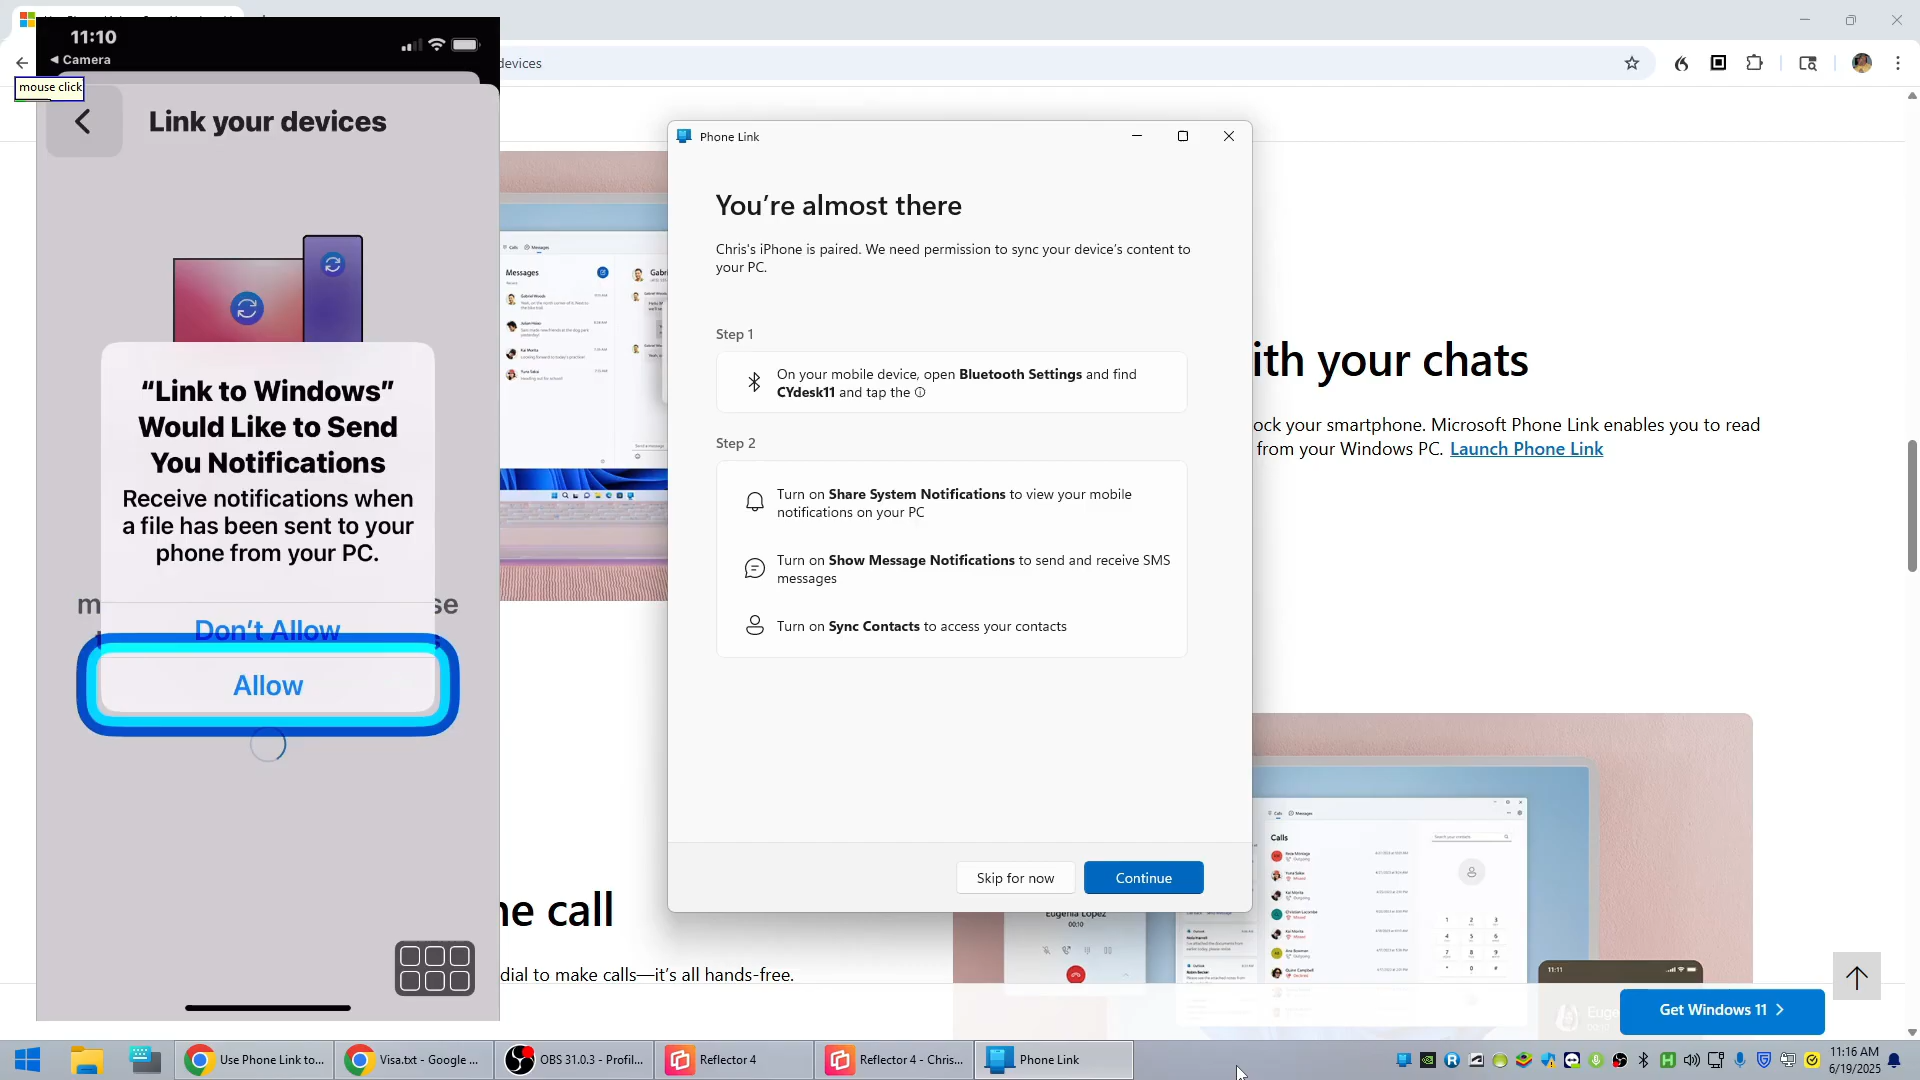 11:10
◀ Camera
mouse click
Link your devices
“Link to Windows”
Would Like to Send
You Notifications
Receive notifications when
a file has been sent to your
phone from your PC.
Don’t Allow
Allow
devices
Messages
Phone Link
You’re almost there
Chris's iPhone is paired. We need permission to sync your device’s content to
your PC.
Step 1
On your mobile device, open Bluetooth Settings and find
CYdesk11 and tap the ⓘ
Step 2
Turn on Share System Notifications to view your mobile
notifications on your PC
Turn on Show Message Notifications to send and receive SMS
messages
Turn on Sync Contacts to access your contacts
Skip for now
Continue
ith your chats
ock your smartphone. Microsoft Phone Link enables you to read
from your Windows PC. Launch Phone Link
ne call
dial to make calls—it’s all hands-free.
Eugenia Lopez
00:10
Calls
11:11
Get Windows 11 >
Use Phone Link to...
Visa.txt - Google ...
OBS 31.0.3 - Profil...
Reflector 4
Reflector 4 - Chris...
Phone Link
11:16 AM
6/19/2025